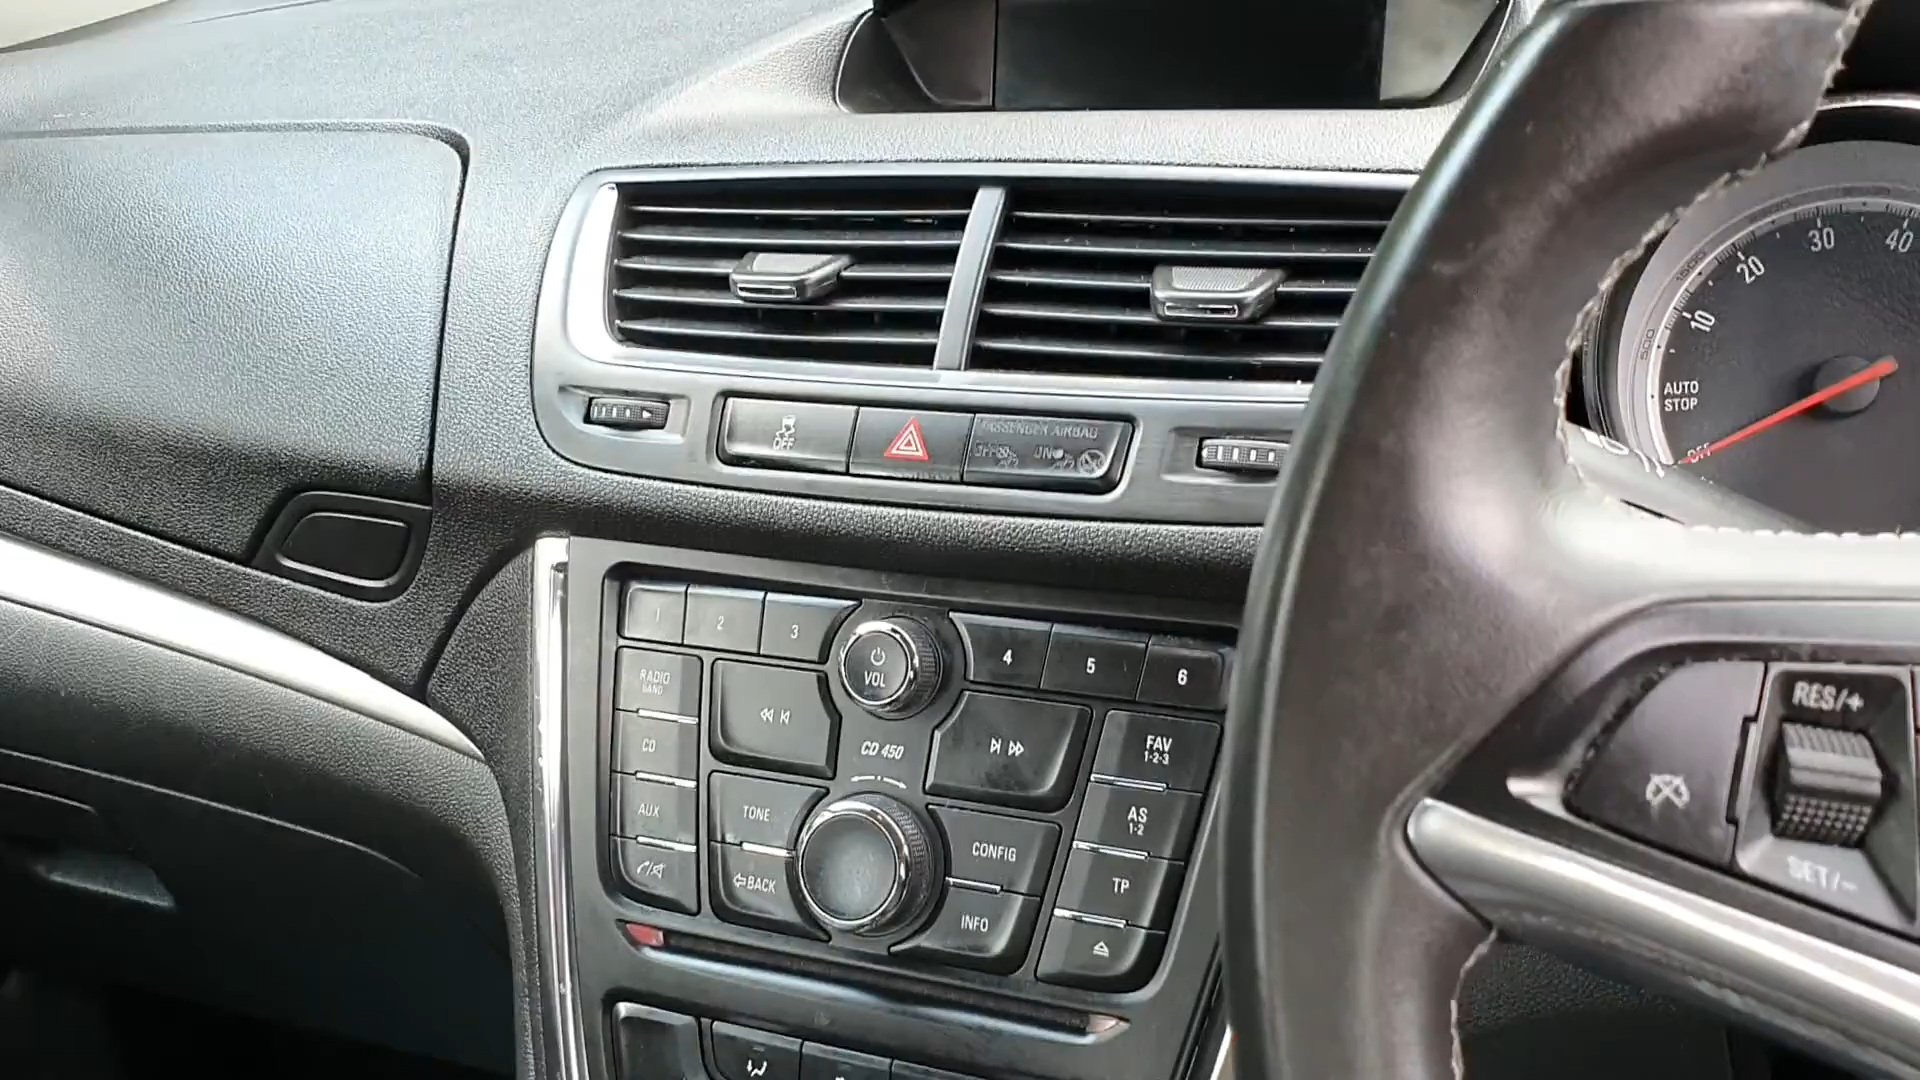 30
40
20
10
500
AUTO
STOP
OFF
OFF
PASSENGER AIRBAG
OFF ON
1 2 3
4 5 6
VOL
RADIO
BAND
CD 450
FAV
1-2-3
CD
AUX
TONE
CONFIG
AS
1-2
BACK
INFO
TP
RES/+
SET/-